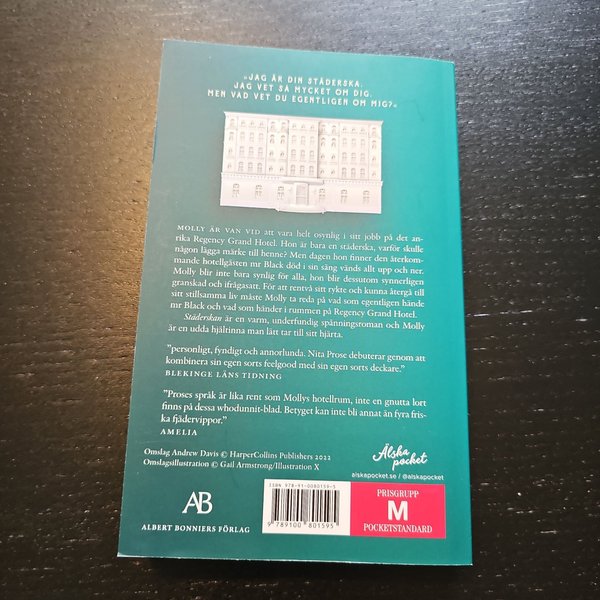 »JAG ÄR DIN STÄDERSKA.
JAG VET SÅ MYCKET OM DIG.
MEN VAD VET DU EGENTLIGEN OM MIG?«
MOLLY ÄR VAN VID att vara helt osynlig i sitt jobb på det an-
rika Regency Grand Hotel. Hon är bara en städerska, varför skulle
någon lägga märke till henne? Men dagen hon finner den återkom-
mande hotellgästen mr Black död i sin säng vänds allt upp och ner.
Molly blir inte bara synlig för alla, hon blir dessutom synnerligen
granskad och ifrågasatt. För att rentvå sitt rykte och kunna återgå till
sitt stillsamma liv måste Molly ta reda på vad som egentligen hände
mr Black och vad som händer i rummen på Regency Grand Hotel.
Städerskan är en varm, underfundig spänningsroman och Molly
är en udda hjältinna man lätt tar till sitt hjärta.
"personligt, fyndigt och annorlunda. Nita Prose debuterar genom att
kombinera sin egen sorts feelgood med sin egen sorts deckare."
BLEKINGE LÄNS TIDNING
"Proses språk är lika rent som Mollys hotellrum, inte en gnutta lort
finns på dessa whodunnit-blad. Betyget kan inte bli annat än fyra fris-
ka fjädervippor."
AMELIA
Älska
pocket
alskapocket.se / @alskapocket
Omslag Andrew Davis © HarperCollins Publishers 2022
Omslagsillustration © Gail Armstrong/Illustration X
AB
ALBERT BONNIERS FÖRLAG
ISBN 978-91-0080159-5
9 789100 801595
PRISGRUPP
M
POCKETSTANDARD